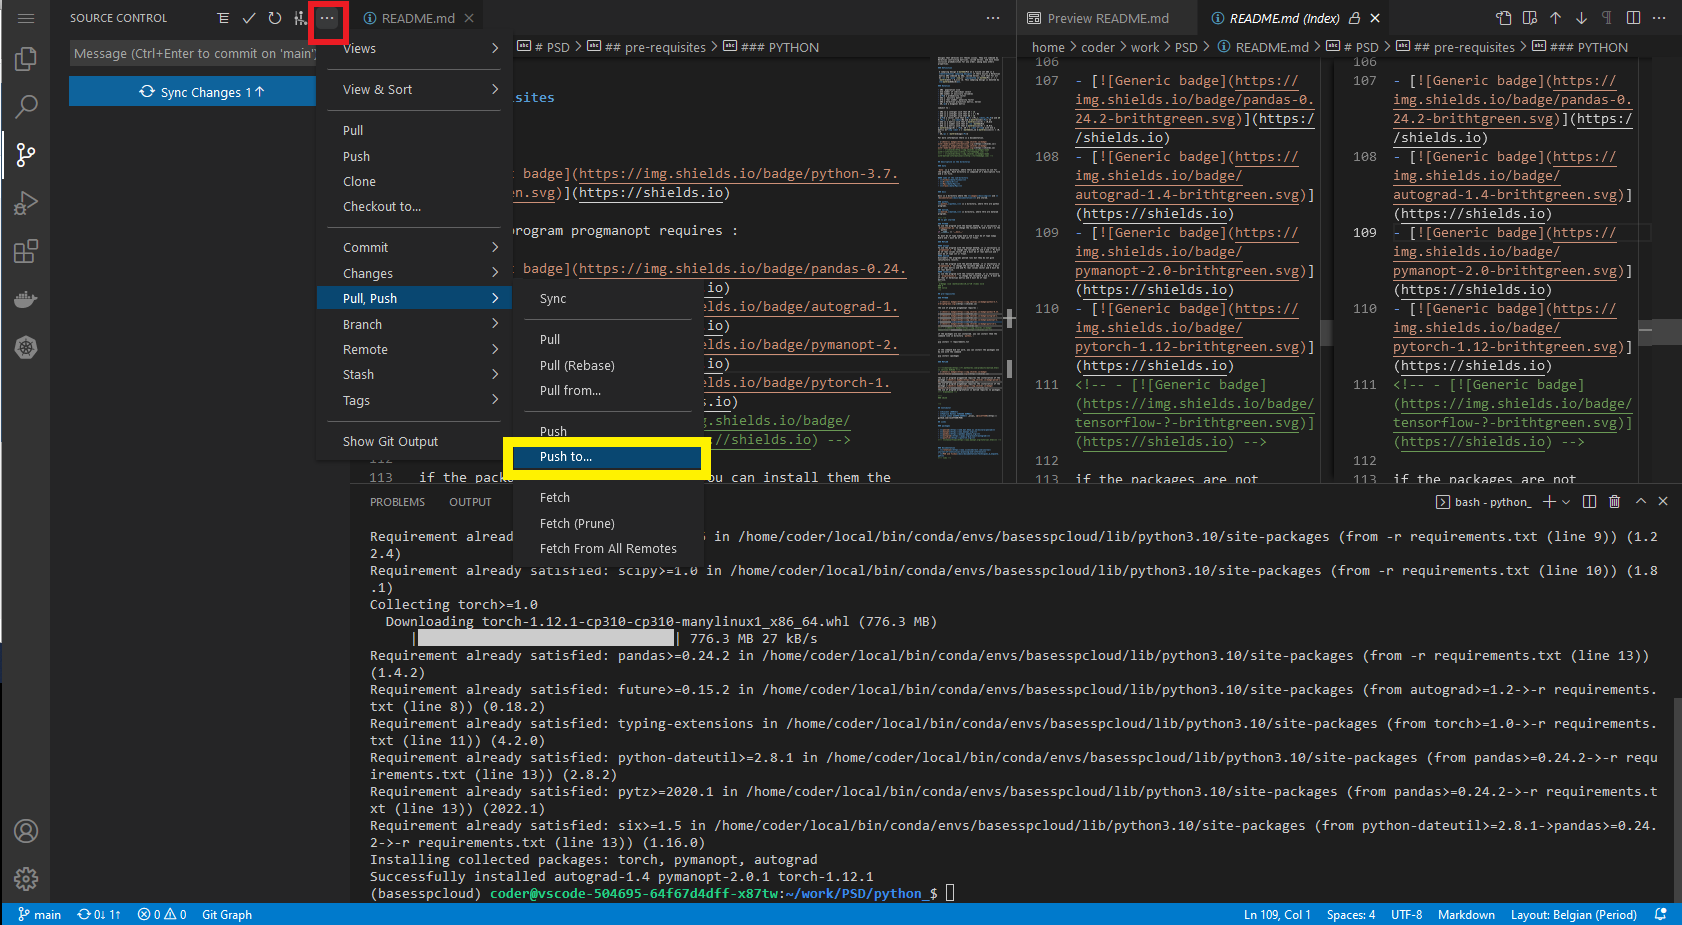 SOURCE CONTROL
Message (Ctrl+Enter to commit on 'main'
Sync Changes 1↑
Views
View & Sort
Pull
Push
Clone
Checkout to...
Commit
Changes
Pull, Push
Branch
Remote
Stash
Tags
Show Git Output
Sync
Pull
Pull (Rebase)
Pull from...
Push
Push to...
Fetch
Fetch (Prune)
Fetch From All Remotes
README.md
# PSD > ## pre-requisites > ### PYTHON
sites
badge](https://img.shields.io/badge/python-3.7.
en.svg)](https://shields.io)
program progmanopt requires :
badge](https://img.shields.io/badge/pandas-0.24.
io)
elds.io/badge/autograd-1.
io)
elds.io/badge/pymanopt-2.
io)
elds.io/badge/pytorch-1.
s.io)
g.shields.io/badge/
://shields.io) -->
112
113 if the pack ou can install them the
Preview README.md
README.md (Index)
home > coder > work > PSD > README.md > # PSD > ## pre-requisites > ### PYTHON
106
107 - [![Generic badge](https://
img.shields.io/badge/pandas-0.
24.2-brithtgreen.svg)](https:/
/shields.io)
108 - [![Generic badge](https://
img.shields.io/badge/
autograd-1.4-brithtgreen.svg)]
(https://shields.io)
109 - [![Generic badge](https://
img.shields.io/badge/
pymanopt-2.0-brithtgreen.svg)]
(https://shields.io)
110 - [![Generic badge](https://
img.shields.io/badge/
pytorch-1.12-brithtgreen.svg)]
(https://shields.io)
111 <!-- - [![Generic badge]
(https://img.shields.io/badge/
tensorflow-?-brithtgreen.svg)]
(https://shields.io) -->
112
113 if the packages are not
106
107 - [![Generic badge](https://
img.shields.io/badge/pandas-0.
24.2-brithtgreen.svg)](https:/
/shields.io)
108 - [![Generic badge](https://
img.shields.io/badge/
autograd-1.4-brithtgreen.svg)]
(https://shields.io)
109 - [![Generic badge](https://
img.shields.io/badge/
pymanopt-2.0-brithtgreen.svg)]
(https://shields.io)
110 - [![Generic badge](https://
img.shields.io/badge/
pytorch-1.12-brithtgreen.svg)]
(https://shields.io)
111 <!-- - [![Generic badge]
(https://img.shields.io/badge/
tensorflow-?-brithtgreen.svg)]
(https://shields.io) -->
112
113 if the packages are not
PROBLEMS OUTPUT
bash - python_
Requirement alread in /home/coder/local/bin/conda/envs/basesspcloud/lib/python3.10/site-packages (from -r requirements.txt (line 9)) (1.2
2.4)
Requirement already satisfied: scipy>=1.0 in /home/coder/local/bin/conda/envs/basesspcloud/lib/python3.10/site-packages (from -r requirements.txt (line 10)) (1.8
.1)
Collecting torch>=1.0
Downloading torch-1.12.1-cp310-cp310-manylinux1_x86_64.whl (776.3 MB)
| | 776.3 MB 27 kB/s
Requirement already satisfied: pandas>=0.24.2 in /home/coder/local/bin/conda/envs/basesspcloud/lib/python3.10/site-packages (from -r requirements.txt (line 13))
(1.4.2)
Requirement already satisfied: future>=0.15.2 in /home/coder/local/bin/conda/envs/basesspcloud/lib/python3.10/site-packages (from autograd>=1.2->-r requirements.
txt (line 8)) (0.18.2)
Requirement already satisfied: typing-extensions in /home/coder/local/bin/conda/envs/basesspcloud/lib/python3.10/site-packages (from torch>=1.0->-r requirements.
txt (line 11)) (4.2.0)
Requirement already satisfied: python-dateutil>=2.8.1 in /home/coder/local/bin/conda/envs/basesspcloud/lib/python3.10/site-packages (from pandas>=0.24.2->-r requ
irements.txt (line 13)) (2.8.2)
Requirement already satisfied: pytz>=2020.1 in /home/coder/local/bin/conda/envs/basesspcloud/lib/python3.10/site-packages (from pandas>=0.24.2->-r requirements.t
xt (line 13)) (2022.1)
Requirement already satisfied: six>=1.5 in /home/coder/local/bin/conda/envs/basesspcloud/lib/python3.10/site-packages (from python-dateutil>=2.8.1->pandas>=0.24.
2->-r requirements.txt (line 13)) (1.16.0)
Installing collected packages: torch, pymanopt, autograd
Successfully installed autograd-1.4 pymanopt-2.0.1 torch-1.12.1
(basesspcloud) coder@vscode-504695-64f67d4dff-x87tw:~/work/PSD/python_$
main 0↓ 1↑ 0 0 Git Graph
Ln 109, Col 1 Spaces: 4 UTF-8 Markdown Layout: Belgian (Period)